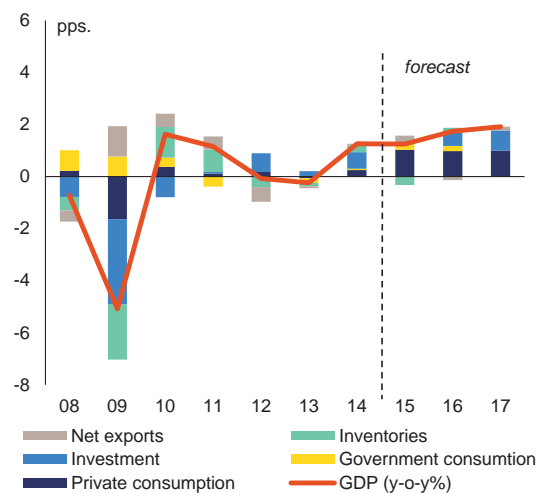 6
pps.
4
forecast
2
0
-2
-4
-6
-8
08 09 10 11 12 13 14 15 16 17
Net exports Inventories
Investment Government consumtion
Private consumption GDP (y-o-y%)